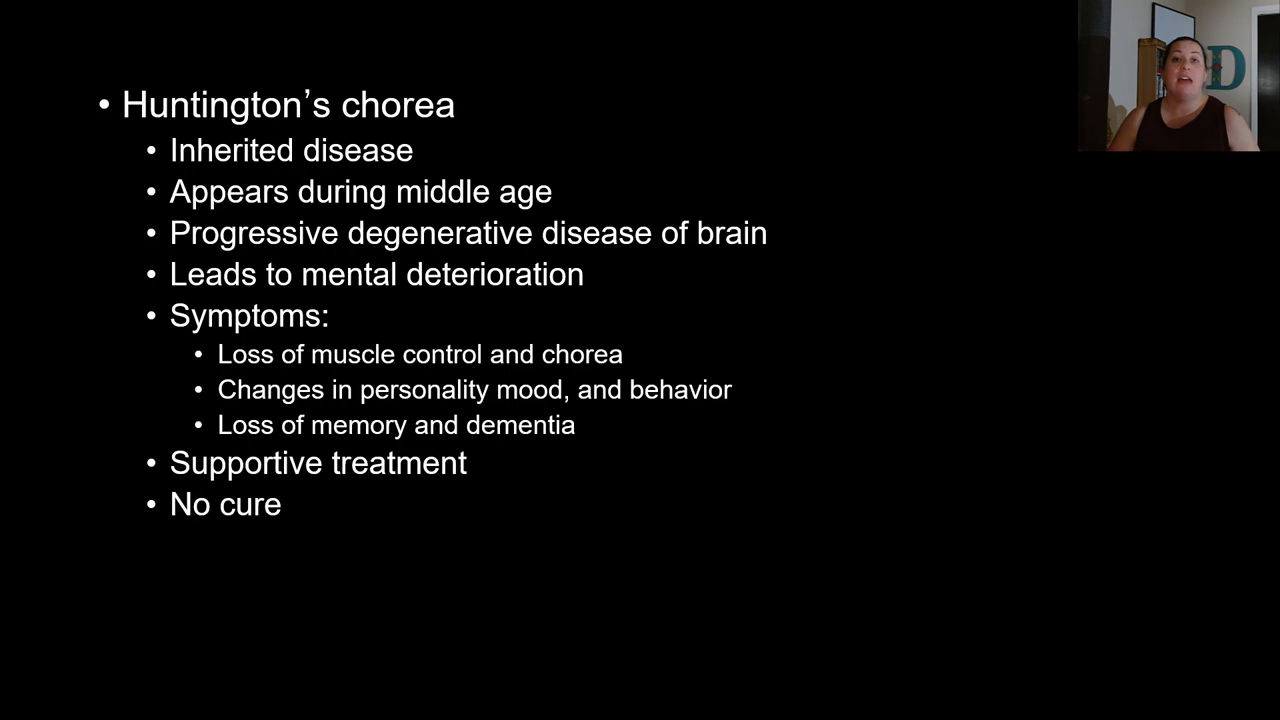 • Huntington’s chorea
• Inherited disease
• Appears during middle age
• Progressive degenerative disease of brain
• Leads to mental deterioration
• Symptoms:
• Loss of muscle control and chorea
• Changes in personality mood, and behavior
• Loss of memory and dementia
• Supportive treatment
• No cure
D